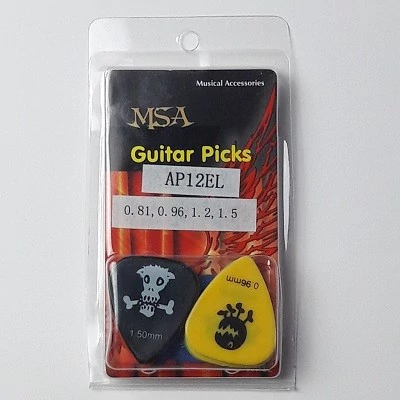 Musical Accessories
MSA
Guitar Picks
AP12EL
0.81, 0.96, 1.2, 1.5
0.96mm
1.50mm